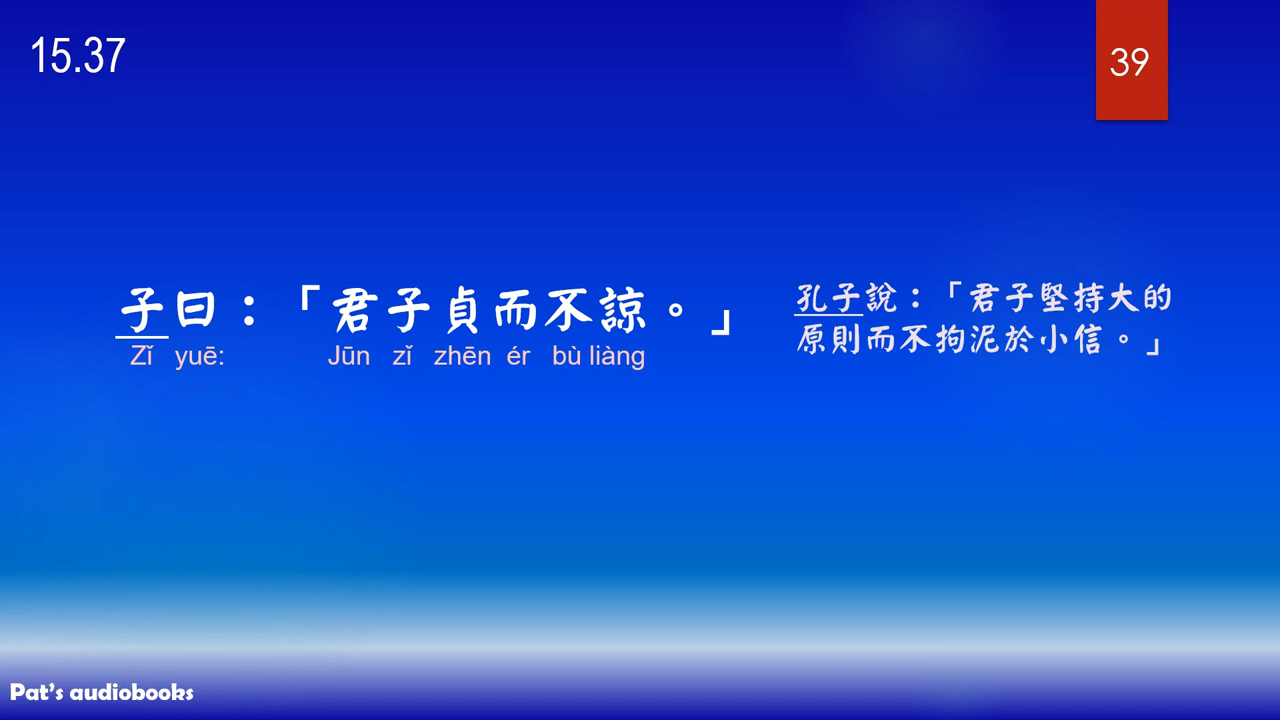 15.37
39
子曰：「君子貞而不諒。」
Zǐ yuē: Jūn zǐ zhēn ér bù liàng
孔子說：「君子堅持大的
原則而不拘泥於小信。」
Pat's audiobooks